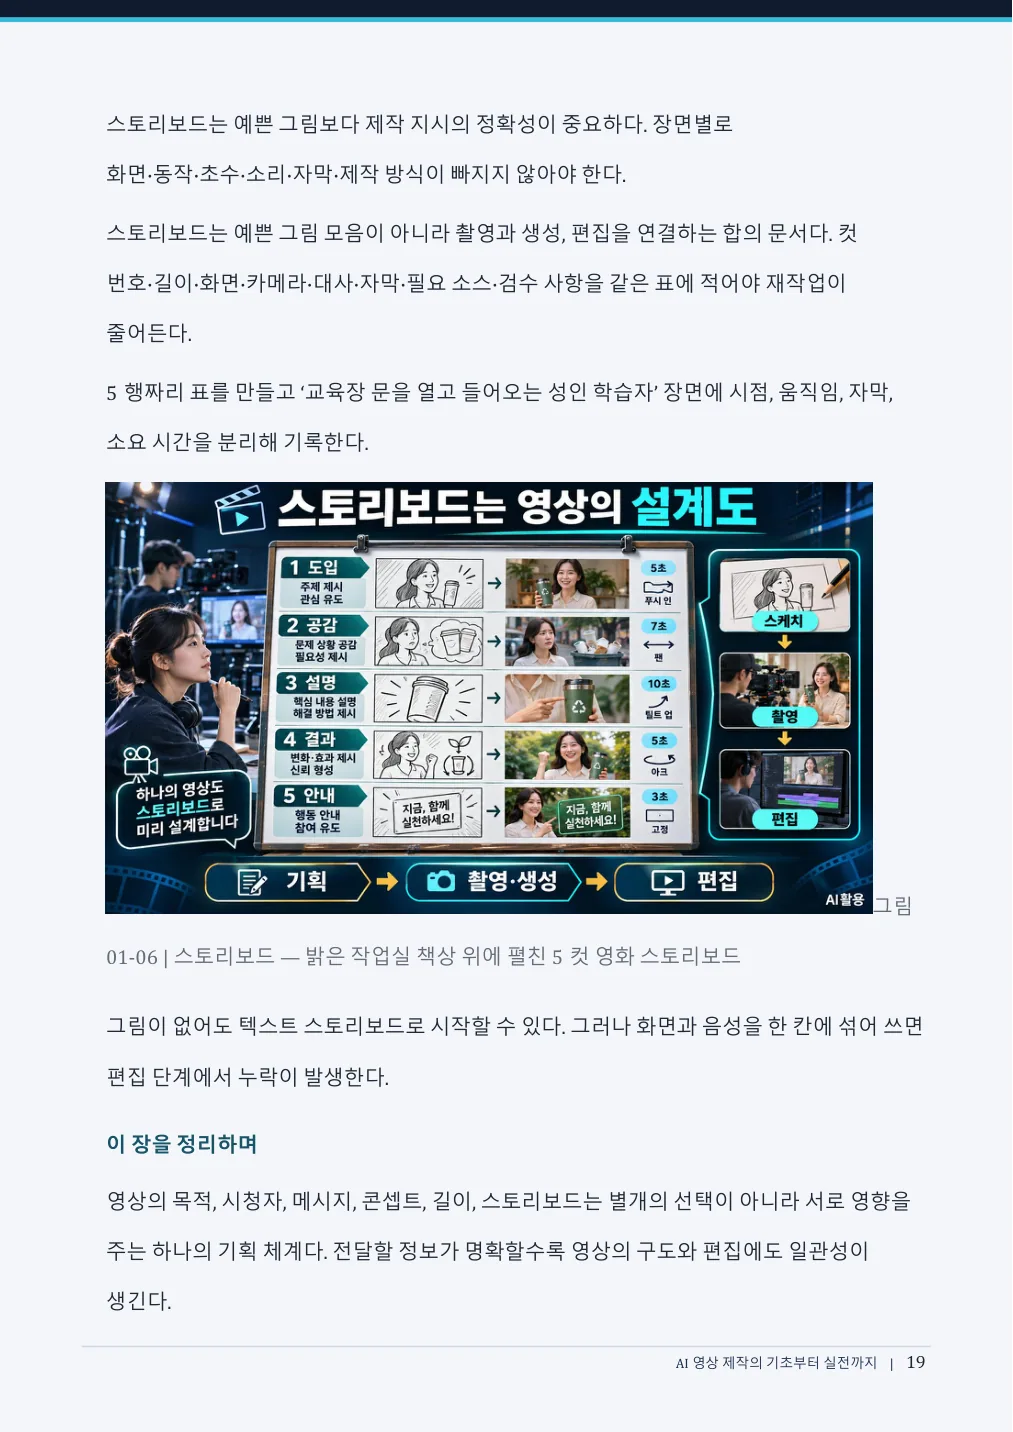 스토리보드는 예쁜 그림보다 제작 지시의 정확성이 중요하다. 장면별로
화면·동작·초수·소리·자막·제작 방식이 빠지지 않아야 한다.
스토리보드는 예쁜 그림 모음이 아니라 촬영과 생성, 편집을 연결하는 합의 문서다. 컷
번호·길이·화면·카메라·대사·자막·필요 소스·검수 사항을 같은 표에 적어야 재작업이
줄어든다.
5 행짜리 표를 만들고 ‘교육장 문을 열고 들어오는 성인 학습자’ 장면에 시점, 움직임, 자막,
소요 시간을 분리해 기록한다.
스토리보드는 영상의 설계도
1 도입
주제 제시
관심 유도
5초
푸시 인
2 공감
문제 상황 공감
필요성 제시
7초
팬
3 설명
핵심 내용 설명
해결 방법 제시
10초
틸트 업
4 결과
변화·효과 제시
신뢰 형성
5초
아크
5 안내
행동 안내
참여 유도
지금, 함께
실천하세요!
지금, 함께
실천하세요!
3초
고정
스케치
촬영
편집
하나의 영상도
스토리보드로
미리 설계합니다
기획
촬영·생성
편집
AI활용
그림
01-06 | 스토리보드 — 밝은 작업실 책상 위에 펼친 5 컷 영화 스토리보드
그림이 없어도 텍스트 스토리보드로 시작할 수 있다. 그러나 화면과 음성을 한 칸에 섞어 쓰면
편집 단계에서 누락이 발생한다.
이 장을 정리하며
영상의 목적, 시청자, 메시지, 콘셉트, 길이, 스토리보드는 별개의 선택이 아니라 서로 영향을
주는 하나의 기획 체계다. 전달할 정보가 명확할수록 영상의 구도와 편집에도 일관성이
생긴다.
AI 영상 제작의 기초부터 실전까지 | 19